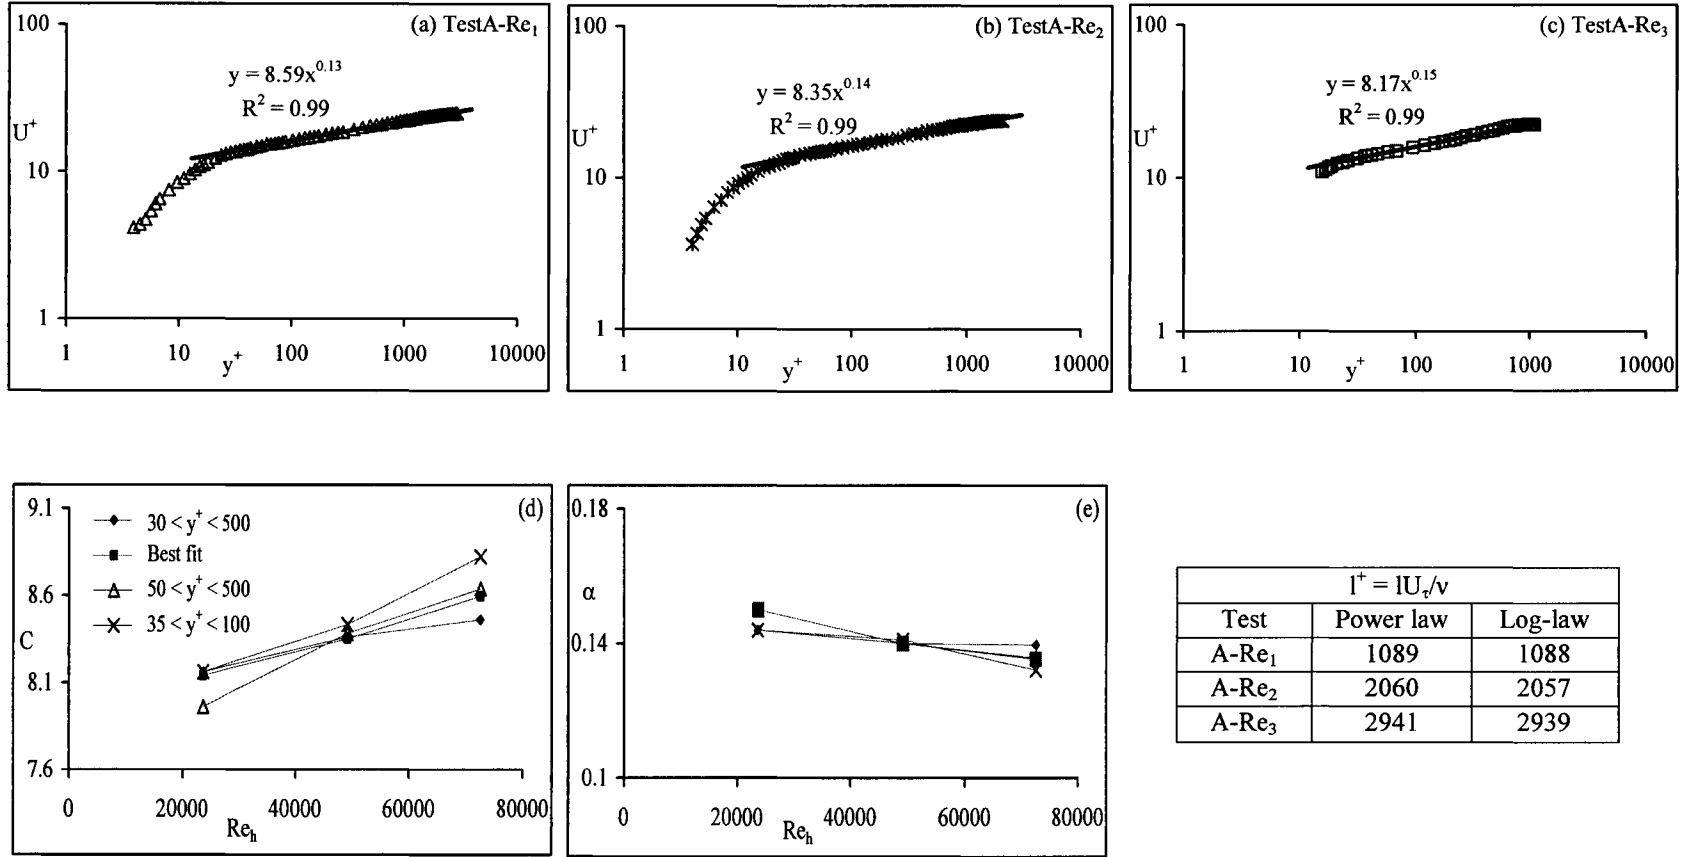 (a) TestA-Re1
100
10
1
U+
y = 8.59x^0.13
R2 = 0.99
1 10 100 1000 10000
y+
(b) TestA-Re2
100
10
1
U+
y = 8.35x^0.14
R2 = 0.99
1 10 100 1000 10000
y+
(c) TestA-Re3
100
10
1
U+
y = 8.17x^0.15
R2 = 0.99
1 10 100 1000 10000
y+
(d)
9.1
8.6
8.1
7.6
C
30 < y+ < 500
Best fit
50 < y+ < 500
35 < y+ < 100
0 20000 40000 60000 80000
Reh
(e)
0.18
0.14
0.1
α
0 20000 40000 60000 80000
Reh
l+ = lUτ/ν
Test Power law Log-law
A-Re1 1089 1088
A-Re2 2060 2057
A-Re3 2941 2939